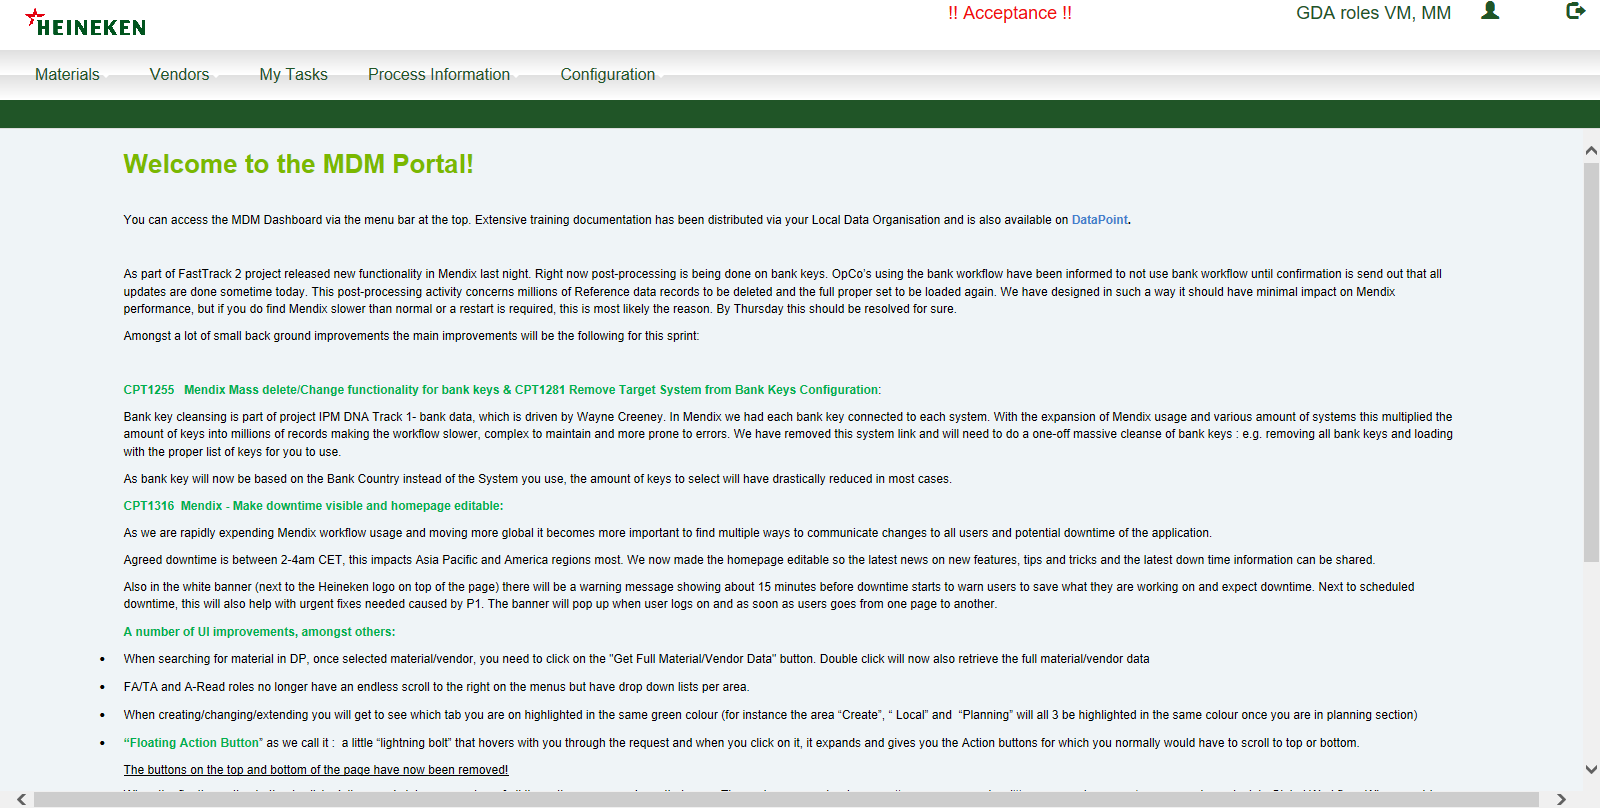 HEINEKEN
!! Acceptance !!
GDA roles VM, MM
Materials
Vendors
My Tasks
Process Information
Configuration
Welcome to the MDM Portal!
You can access the MDM Dashboard via the menu bar at the top. Extensive training documentation has been distributed via your Local Data Organisation and is also available on DataPoint.
As part of FastTrack 2 project released new functionality in Mendix last night. Right now post-processing is being done on bank keys. OpCo's using the bank workflow have been informed to not use bank workflow until confirmation is send out that all
updates are done sometime today. This post-processing activity concerns millions of Reference data records to be deleted and the full proper set to be loaded again. We have designed in such a way it should have minimal impact on Mendix
performance, but if you do find Mendix slower than normal or a restart is required, this is most likely the reason. By Thursday this should be resolved for sure.
Amongst a lot of small back ground improvements the main improvements will be the following for this sprint:
CPT1255   Mendix Mass delete/Change functionality for bank keys & CPT1281 Remove Target System from Bank Keys Configuration:
Bank key cleansing is part of project IPM DNA Track 1- bank data, which is driven by Wayne Creeney. In Mendix we had each bank key connected to each system. With the expansion of Mendix usage and various amount of systems this multiplied the
amount of keys into millions of records making the workflow slower, complex to maintain and more prone to errors. We have removed this system link and will need to do a one-off massive cleanse of bank keys : e.g. removing all bank keys and loading
with the proper list of keys for you to use.
As bank key will now be based on the Bank Country instead of the System you use, the amount of keys to select will have drastically reduced in most cases.
CPT1316  Mendix - Make downtime visible and homepage editable:
As we are rapidly expending Mendix workflow usage and moving more global it becomes more important to find multiple ways to communicate changes to all users and potential downtime of the application.
Agreed downtime is between 2-4am CET, this impacts Asia Pacific and America regions most. We now made the homepage editable so the latest news on new features, tips and tricks and the latest down time information can be shared.
Also in the white banner (next to the Heineken logo on top of the page) there will be a warning message showing about 15 minutes before downtime starts to warn users to save what they are working on and expect downtime. Next to scheduled
downtime, this will also help with urgent fixes needed caused by P1. The banner will pop up when user logs on and as soon as users goes from one page to another.
A number of UI improvements, amongst others:
• When searching for material in DP, once selected material/vendor, you need to click on the "Get Full Material/Vendor Data" button. Double click will now also retrieve the full material/vendor data
• FA/TA and A-Read roles no longer have an endless scroll to the right on the menus but have drop down lists per area.
• When creating/changing/extending you will get to see which tab you are on highlighted in the same green colour (for instance the area “Create”, “ Local” and  “Planning” will all 3 be highlighted in the same colour once you are in planning section)
• “Floating Action Button” as we call it :  a little “lightning bolt” that hovers with you through the request and when you click on it, it expands and gives you the Action buttons for which you normally would have to scroll to top or bottom.
The buttons on the top and bottom of the page have now been removed!